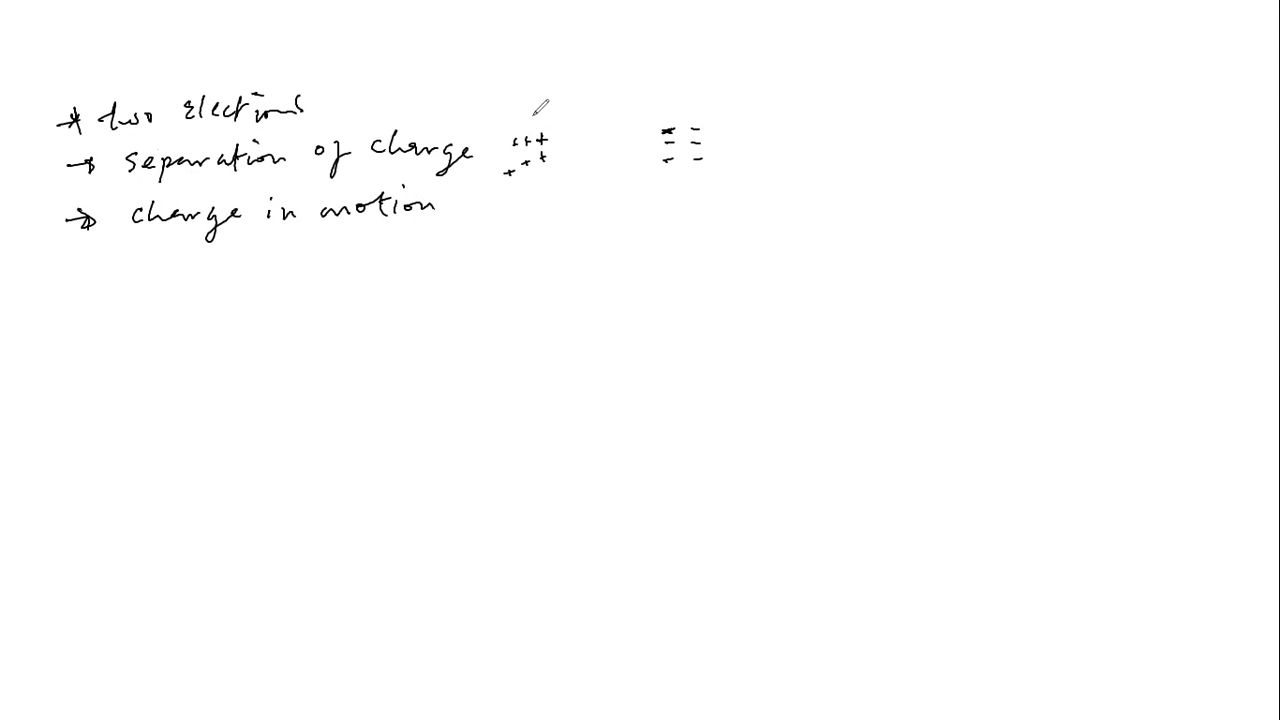 → two electrons
→ separation of charge +++ - -
+++ - -
- -
→ charge in motion